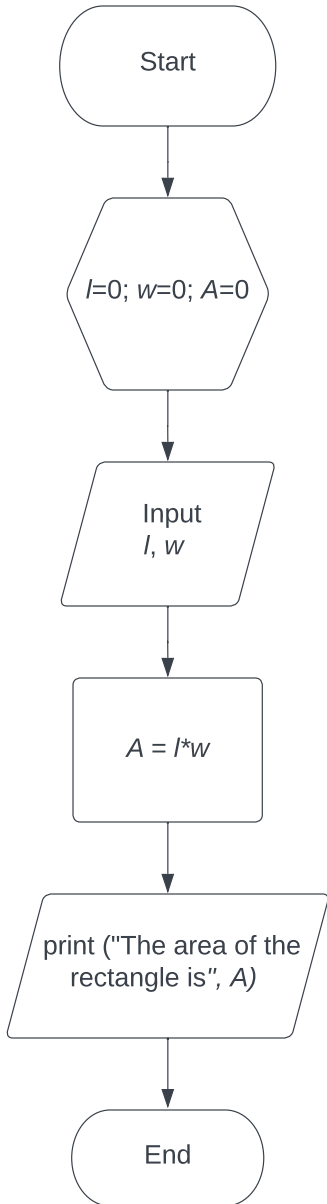 Start
l=0; w=0; A=0
Input
l, w
A = l*w
print ("The area of the
rectangle is", A)
End